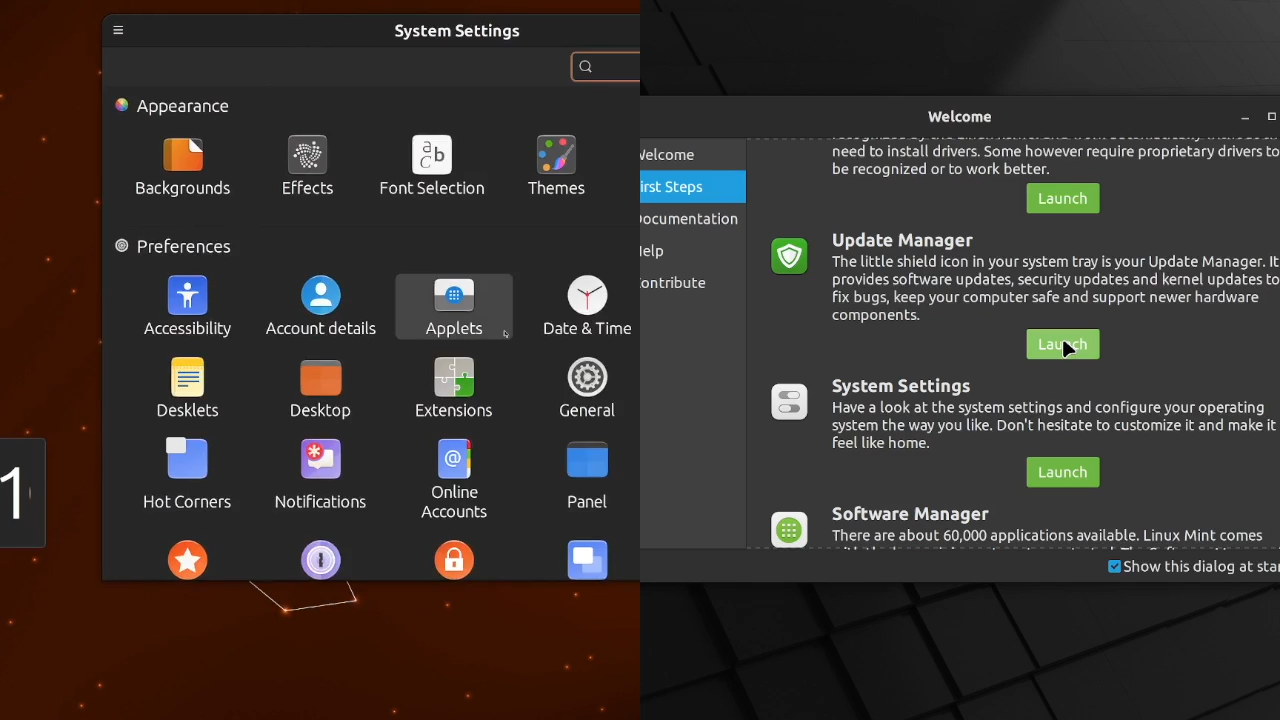 System Settings
Appearance
Backgrounds
Effects
Font Selection
Themes
Preferences
Accessibility
Account details
Applets
Date & Time
Desklets
Desktop
Extensions
General
Hot Corners
Notifications
Online
Accounts
Panel
1
Welcome
elcome
irst Steps
ocumentation
elp
ontribute
need to install drivers. Some however require proprietary drivers to
be recognized or to work better.
Launch
Update Manager
The little shield icon in your system tray is your Update Manager. It
provides software updates, security updates and kernel updates to
fix bugs, keep your computer safe and support newer hardware
components.
Launch
System Settings
Have a look at the system settings and configure your operating
system the way you like. Don't hesitate to customize it and make it
feel like home.
Launch
Software Manager
There are about 60,000 applications available. Linux Mint comes
Show this dialog at star